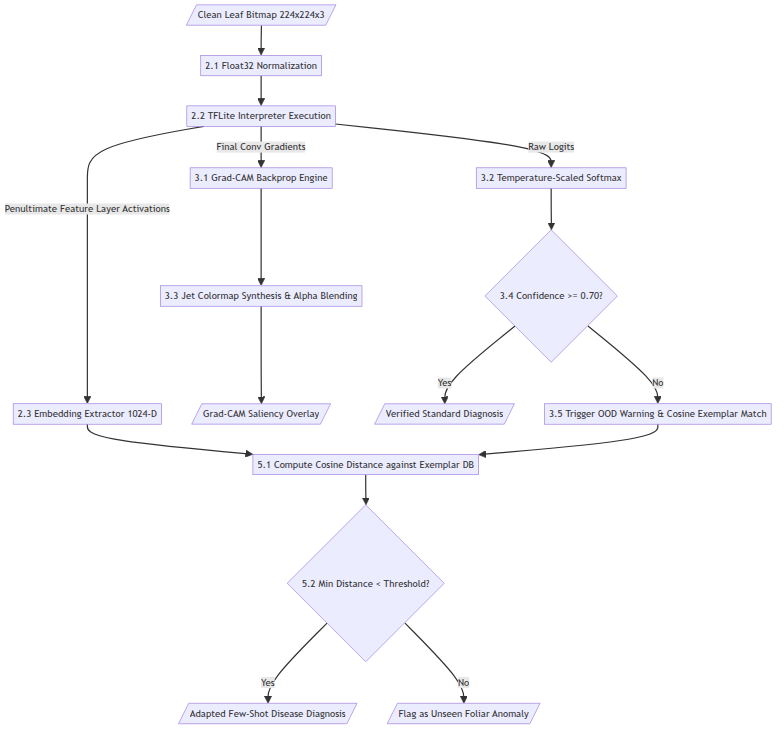 Clean Leaf Bitmap 224x224x3
2.1 Float32 Normalization
2.2 TFLite Interpreter Execution
Final Conv Gradients
Raw Logits
3.1 Grad-CAM Backprop Engine
3.2 Temperature-Scaled Softmax
Penultimate Feature Layer Activations
3.3 Jet Colormap Synthesis & Alpha Blending
3.4 Confidence >= 0.70?
Yes
No
2.3 Embedding Extractor 1024-D
Grad-CAM Saliency Overlay
Verified Standard Diagnosis
3.5 Trigger OOD Warning & Cosine Exemplar Match
5.1 Compute Cosine Distance against Exemplar DB
5.2 Min Distance < Threshold?
Yes
No
Adapted Few-Shot Disease Diagnosis
Flag as Unseen Foliar Anomaly